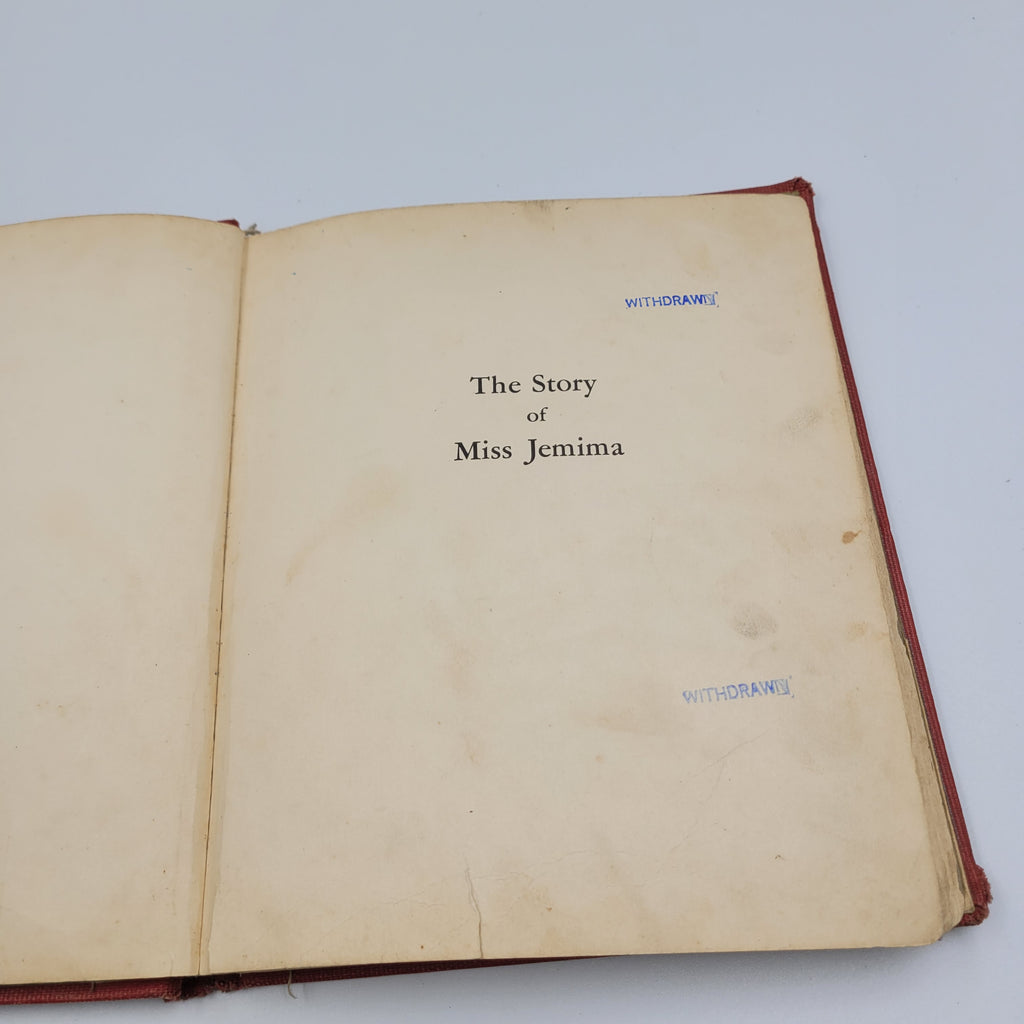 WITHDRAWN
The Story
of
Miss Jemima
WITHDRAWN